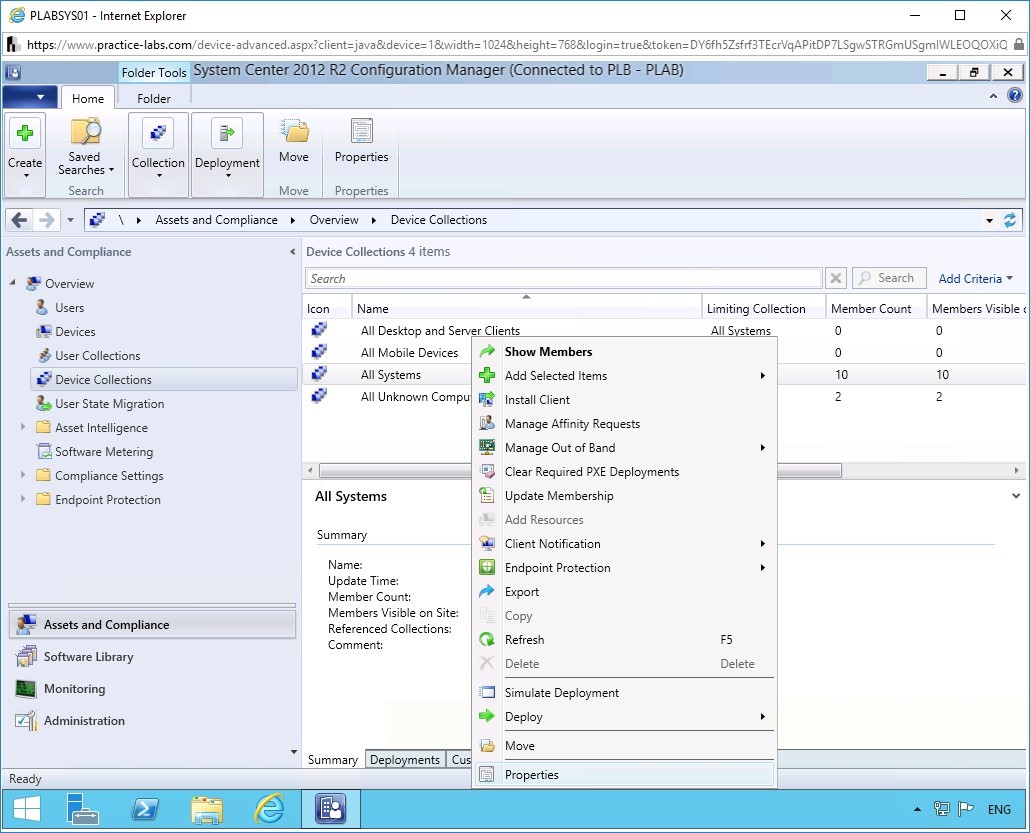 PLABSYS01 - Internet Explorer
https://www.practice-labs.com/device-advanced.aspx?client=java&device=1&width=1024&height=768&login=true&token=DY6fh5Zsfrf3TEcrVqAPitDP7LSgwSTRGmUSgmIWLEOQOXiQ
Folder Tools System Center 2012 R2 Configuration Manager (Connected to PLB - PLAB)
Home Folder
Create Saved Searches Collection Deployment Move Properties
Search Move Properties
\ Assets and Compliance Overview Device Collections
Assets and Compliance
Overview
Users
Devices
User Collections
Device Collections
User State Migration
Asset Intelligence
Software Metering
Compliance Settings
Endpoint Protection
Assets and Compliance
Software Library
Monitoring
Administration
Device Collections 4 items
Search Search Add Criteria
Icon Name Limiting Collection Member Count Members Visible
All Desktop and Server Clients All Systems 0 0
All Mobile Devices 0 0
All Systems 10 10
All Unknown Compu 2 2
All Systems
Summary
Name:
Update Time:
Member Count:
Members Visible on Site:
Referenced Collections:
Comment:
Summary Deployments Cus
Show Members
Add Selected Items
Install Client
Manage Affinity Requests
Manage Out of Band
Clear Required PXE Deployments
Update Membership
Add Resources
Client Notification
Endpoint Protection
Export
Copy
Refresh F5
Delete Delete
Simulate Deployment
Deploy
Move
Properties
Ready
ENG